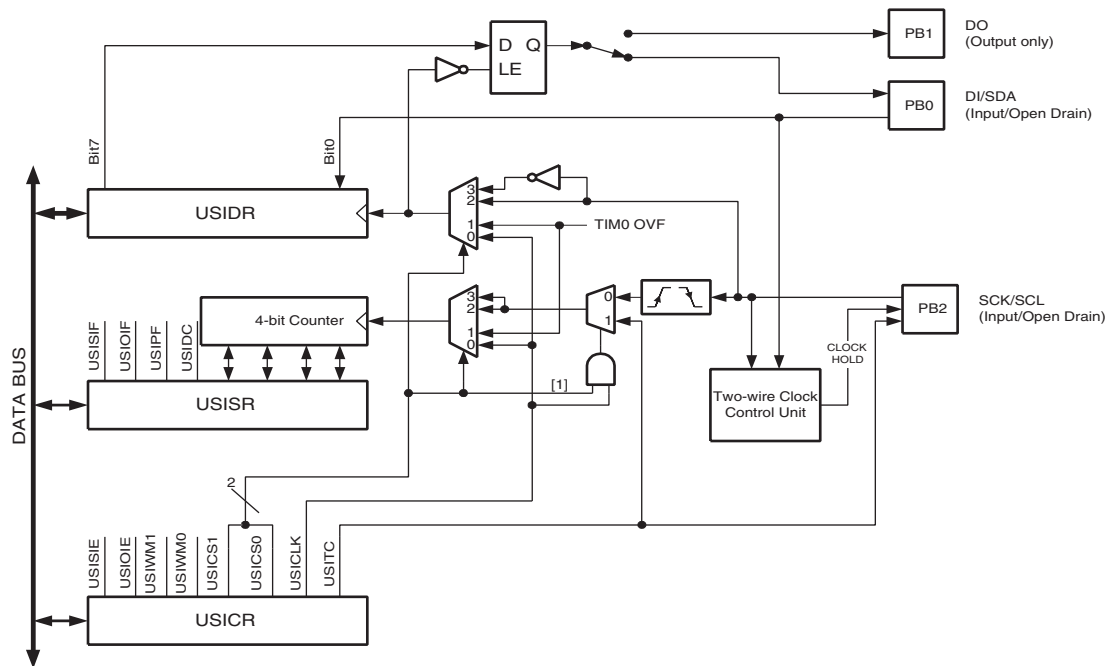 DO
(Output only)
PB1
D Q
LE
DI/SDA
(Input/Open Drain)
PB0
Bit7
Bit0
USIDR
3
2
1
0
TIM0 OVF
4-bit Counter
3
2
1
0
0
1
SCK/SCL
(Input/Open Drain)
PB2
CLOCK
HOLD
USISIF
USIOIF
USIPF
USIDC
[1]
USISR
Two-wire Clock
Control Unit
DATA BUS
2
USISIE
USIOIE
USIWM1
USIWM0
USICS1
USICS0
USICLK
USITC
USICR